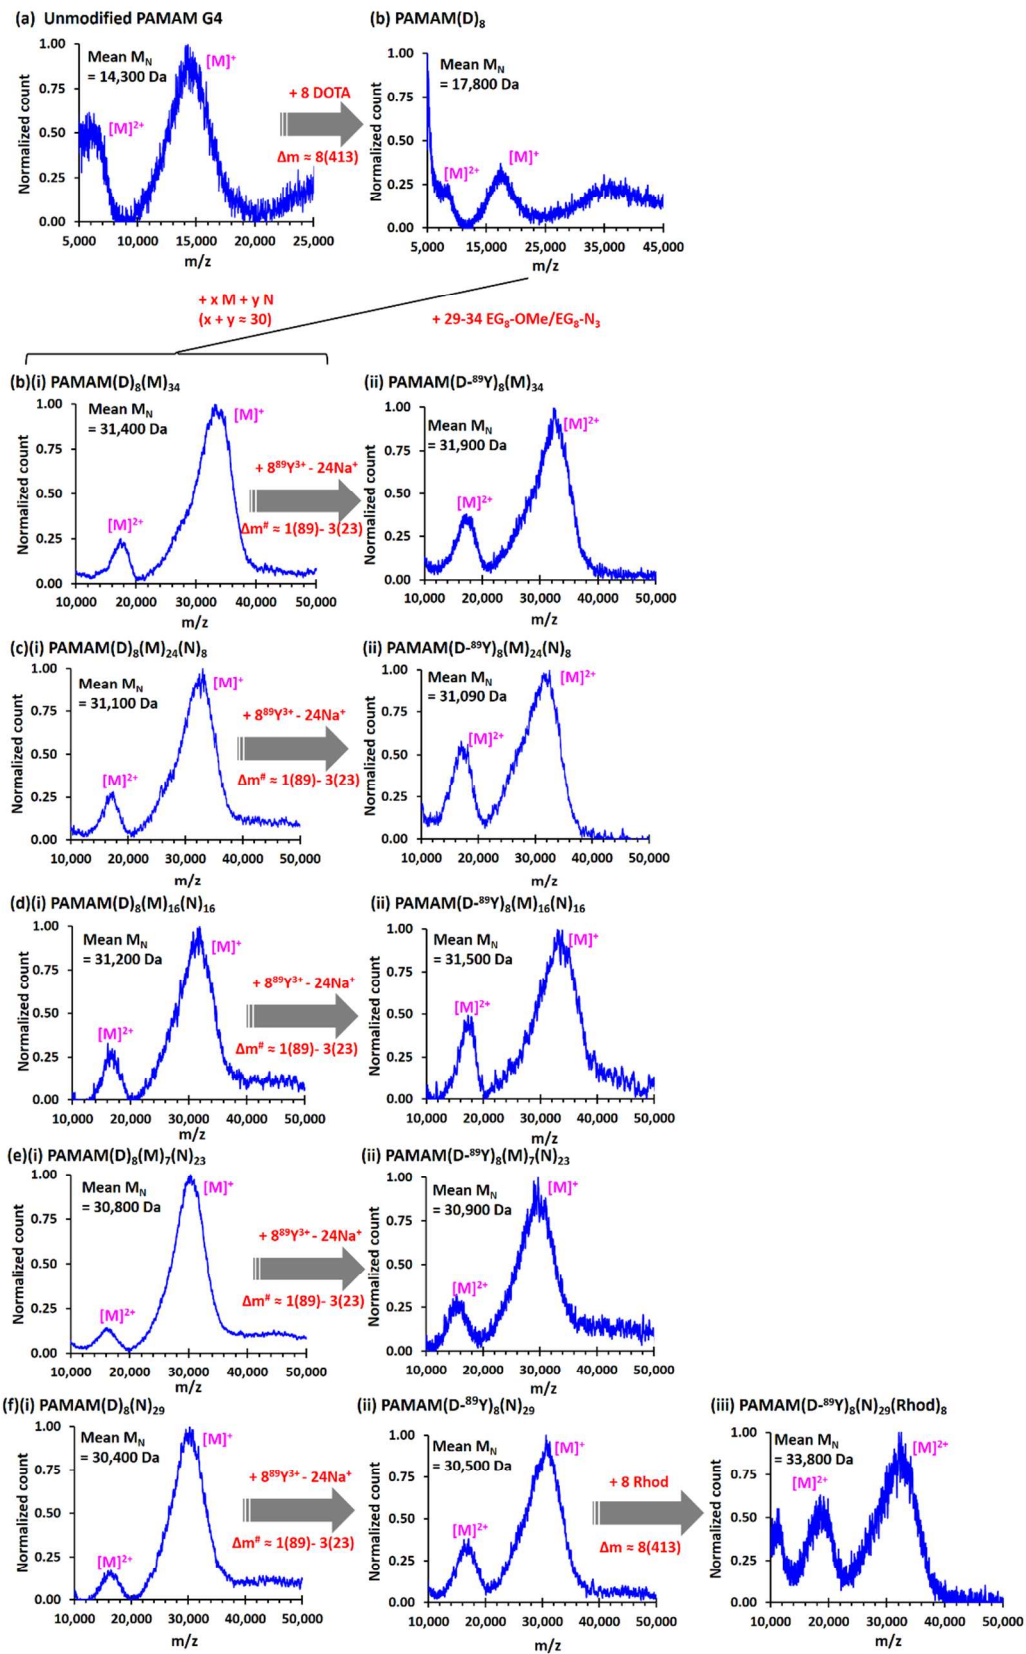 (a) Unmodified PAMAM G4
Normalized count
1.00
0.75
0.50
0.25
0.00
Mean M_N
= 14,300 Da
[M]²⁺
[M]⁺
5,000 10,000 15,000 20,000 25,000
m/z
+ 8 DOTA
Δm ≈ 8(413)
(b) PAMAM(D)₈
Normalized count
1.00
0.75
0.50
0.25
0.00
Mean M_N
= 17,800 Da
[M]²⁺
[M]⁺
5,000 15,000 25,000 35,000 45,000
m/z
+ x M + y N
(x + y ≈ 30)
+ 29-34 EG₈-OMe/EG₈-N₃
(b)(i) PAMAM(D)₈(M)₃₄
Normalized count
1.00
0.75
0.50
0.25
0.00
Mean M_N
= 31,400 Da
[M]²⁺
[M]⁺
10,000 20,000 30,000 40,000 50,000
m/z
+ 8⁸⁹Y³⁺ - 24Na⁺
Δm# ≈ 1(89)- 3(23)
(ii) PAMAM(D-⁸⁹Y)₈(M)₃₄
Normalized count
1.00
0.75
0.50
0.25
0.00
Mean M_N
= 31,900 Da
[M]²⁺
[M]²⁺
10,000 20,000 30,000 40,000 50,000
m/z
(c)(i) PAMAM(D)₈(M)₂₄(N)₈
Normalized count
1.00
0.75
0.50
0.25
0.00
Mean M_N
= 31,100 Da
[M]²⁺
[M]⁺
10,000 20,000 30,000 40,000 50,000
m/z
+ 8⁸⁹Y³⁺ - 24Na⁺
Δm# ≈ 1(89)- 3(23)
(ii) PAMAM(D-⁸⁹Y)₈(M)₂₄(N)₈
Normalized count
1.00
0.75
0.50
0.25
0.00
Mean M_N
= 31,090 Da
[M]²⁺
[M]²⁺
10,000 20,000 30,000 40,000 50,000
m/z
(d)(i) PAMAM(D)₈(M)₁₆(N)₁₆
Normalized count
1.00
0.75
0.50
0.25
0.00
Mean M_N
= 31,200 Da
[M]²⁺
[M]⁺
10,000 20,000 30,000 40,000 50,000
m/z
+ 8⁸⁹Y³⁺ - 24Na⁺
Δm# ≈ 1(89)- 3(23)
(ii) PAMAM(D-⁸⁹Y)₈(M)₁₆(N)₁₆
Normalized count
1.00
0.75
0.50
0.25
0.00
Mean M_N
= 31,500 Da
[M]²⁺
[M]⁺
10,000 20,000 30,000 40,000 50,000
m/z
(e)(i) PAMAM(D)₈(M)₇(N)₂₃
Normalized count
1.00
0.75
0.50
0.25
0.00
Mean M_N
= 30,800 Da
[M]²⁺
[M]⁺
10,000 20,000 30,000 40,000 50,000
m/z
+ 8⁸⁹Y³⁺ - 24Na⁺
Δm# ≈ 1(89)- 3(23)
(ii) PAMAM(D-⁸⁹Y)₈(M)₇(N)₂₃
Normalized count
1.00
0.75
0.50
0.25
0.00
Mean M_N
= 30,900 Da
[M]²⁺
[M]⁺
10,000 20,000 30,000 40,000 50,000
m/z
(f)(i) PAMAM(D)₈(N)₂₉
Normalized count
1.00
0.75
0.50
0.25
0.00
Mean M_N
= 30,400 Da
[M]²⁺
[M]⁺
10,000 20,000 30,000 40,000 50,000
m/z
+ 8⁸⁹Y³⁺ - 24Na⁺
Δm# ≈ 1(89)- 3(23)
(ii) PAMAM(D-⁸⁹Y)₈(N)₂₉
Normalized count
1.00
0.75
0.50
0.25
0.00
Mean M_N
= 30,500 Da
[M]²⁺
[M]⁺
10,000 20,000 30,000 40,000 50,000
m/z
+ 8 Rhod
Δm ≈ 8(413)
(iii) PAMAM(D-⁸⁹Y)₈(N)₂₉(Rhod)₈
Normalized count
1.00
0.75
0.50
0.25
0.00
Mean M_N
= 33,800 Da
[M]²⁺
[M]²⁺
10,000 20,000 30,000 40,000 50,000
m/z